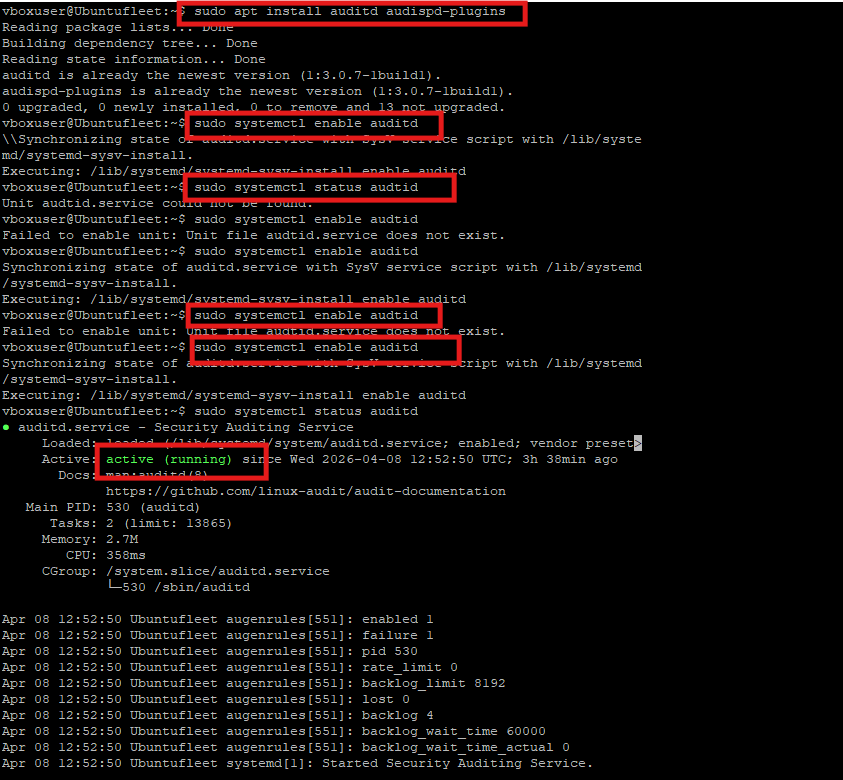 vboxuser@Ubuntufleet:~$ sudo apt install auditd audispd-plugins
Reading package lists... Done
Building dependency tree... Done
Reading state information... Done
auditd is already the newest version (1:3.0.7-1build1).
audispd-plugins is already the newest version (1:3.0.7-1build1).
0 upgraded, 0 newly installed, 0 to remove and 13 not upgraded.
vboxuser@Ubuntufleet:~$ sudo systemctl enable auditd
\\Synchronizing state of auditd.service with SysV service script with /lib/syste
md/systemd-sysv-install.
Executing: /lib/systemd/systemd-sysv-install enable auditd
vboxuser@Ubuntufleet:~$ sudo systemctl status audtid
Unit audtid.service could not be found.
vboxuser@Ubuntufleet:~$ sudo systemctl enable audtid
Failed to enable unit: Unit file audtid.service does not exist.
vboxuser@Ubuntufleet:~$ sudo systemctl enable auditd
Synchronizing state of auditd.service with SysV service script with /lib/systemd
/systemd-sysv-install.
Executing: /lib/systemd/systemd-sysv-install enable auditd
vboxuser@Ubuntufleet:~$ sudo systemctl enable audtid
Failed to enable unit: Unit file audtid.service does not exist.
vboxuser@Ubuntufleet:~$ sudo systemctl enable auditd
Synchronizing state of auditd.service with SysV service script with /lib/systemd
/systemd-sysv-install.
Executing: /lib/systemd/systemd-sysv-install enable auditd
vboxuser@Ubuntufleet:~$ sudo systemctl status auditd
● auditd.service - Security Auditing Service
Loaded: loaded (/lib/systemd/system/auditd.service; enabled; vendor preset>
Active: active (running) since Wed 2026-04-08 12:52:50 UTC; 3h 38min ago
Docs: man:auditd(8)
https://github.com/linux-audit/audit-documentation
Main PID: 530 (auditd)
Tasks: 2 (limit: 13865)
Memory: 2.7M
CPU: 358ms
CGroup: /system.slice/auditd.service
└─530 /sbin/auditd
Apr 08 12:52:50 Ubuntufleet augenrules[551]: enabled 1
Apr 08 12:52:50 Ubuntufleet augenrules[551]: failure 1
Apr 08 12:52:50 Ubuntufleet augenrules[551]: pid 530
Apr 08 12:52:50 Ubuntufleet augenrules[551]: rate_limit 0
Apr 08 12:52:50 Ubuntufleet augenrules[551]: backlog_limit 8192
Apr 08 12:52:50 Ubuntufleet augenrules[551]: lost 0
Apr 08 12:52:50 Ubuntufleet augenrules[551]: backlog 4
Apr 08 12:52:50 Ubuntufleet augenrules[551]: backlog_wait_time 60000
Apr 08 12:52:50 Ubuntufleet augenrules[551]: backlog_wait_time_actual 0
Apr 08 12:52:50 Ubuntufleet systemd[1]: Started Security Auditing Service.